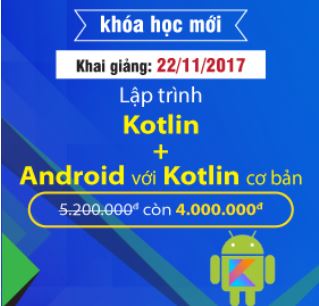 khóa học mới
Khai giảng: 22/11/2017
Lập trình
Kotlin
+
Android với Kotlin cơ bản
5.200.000đ còn 4.000.000đ